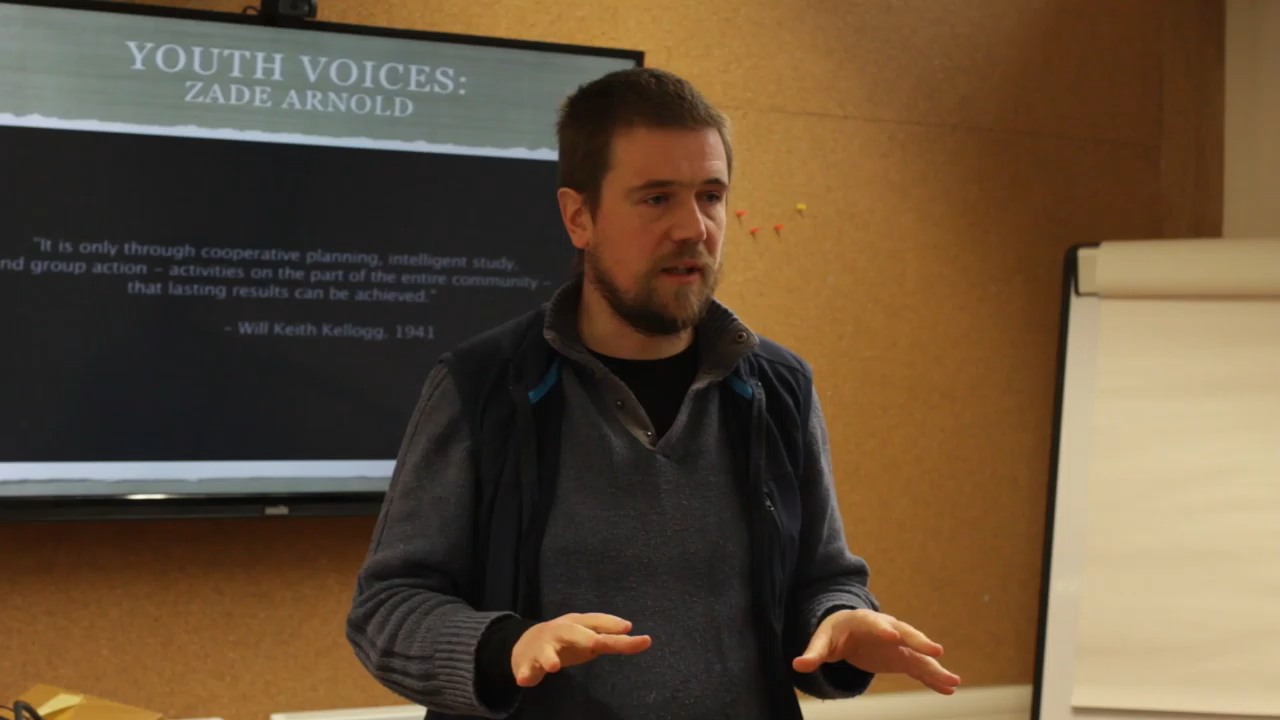 YOUTH VOICES:
ZADE ARNOLD
"It is only through cooperative planning, intelligent study,
nd group action – activities on the part of the entire community –
that lasting results can be achieved."
– Will Keith Kellogg, 1941